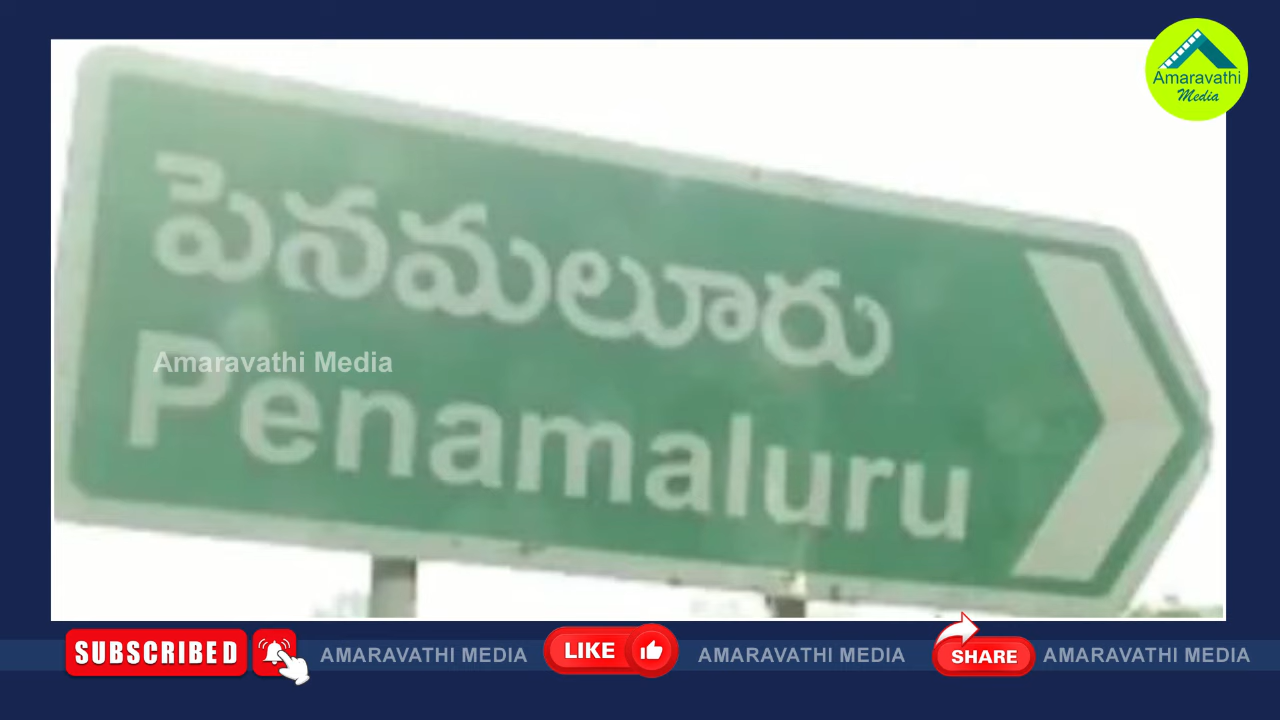 Amaravathi
Media
పెనమలూరు
Amaravathi Media
Penamaluru
SUBSCRIBED
AMARAVATHI MEDIA
LIKE
AMARAVATHI MEDIA
SHARE
AMARAVATHI MEDIA